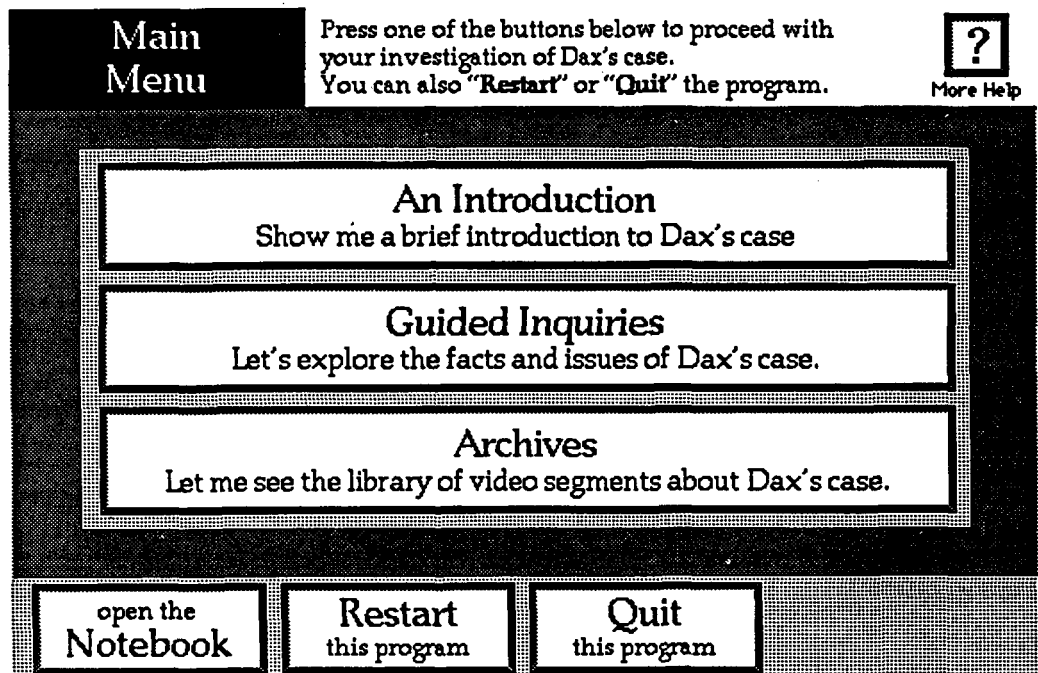 Main
Menu
Press one of the buttons below to proceed with
your investigation of Dax's case.
You can also "Restart" or "Quit" the program.
?
More Help
An Introduction
Show me a brief introduction to Dax's case
Guided Inquiries
Let's explore the facts and issues of Dax's case.
Archives
Let me see the library of video segments about Dax's case.
open the
Notebook
Restart
this program
Quit
this program